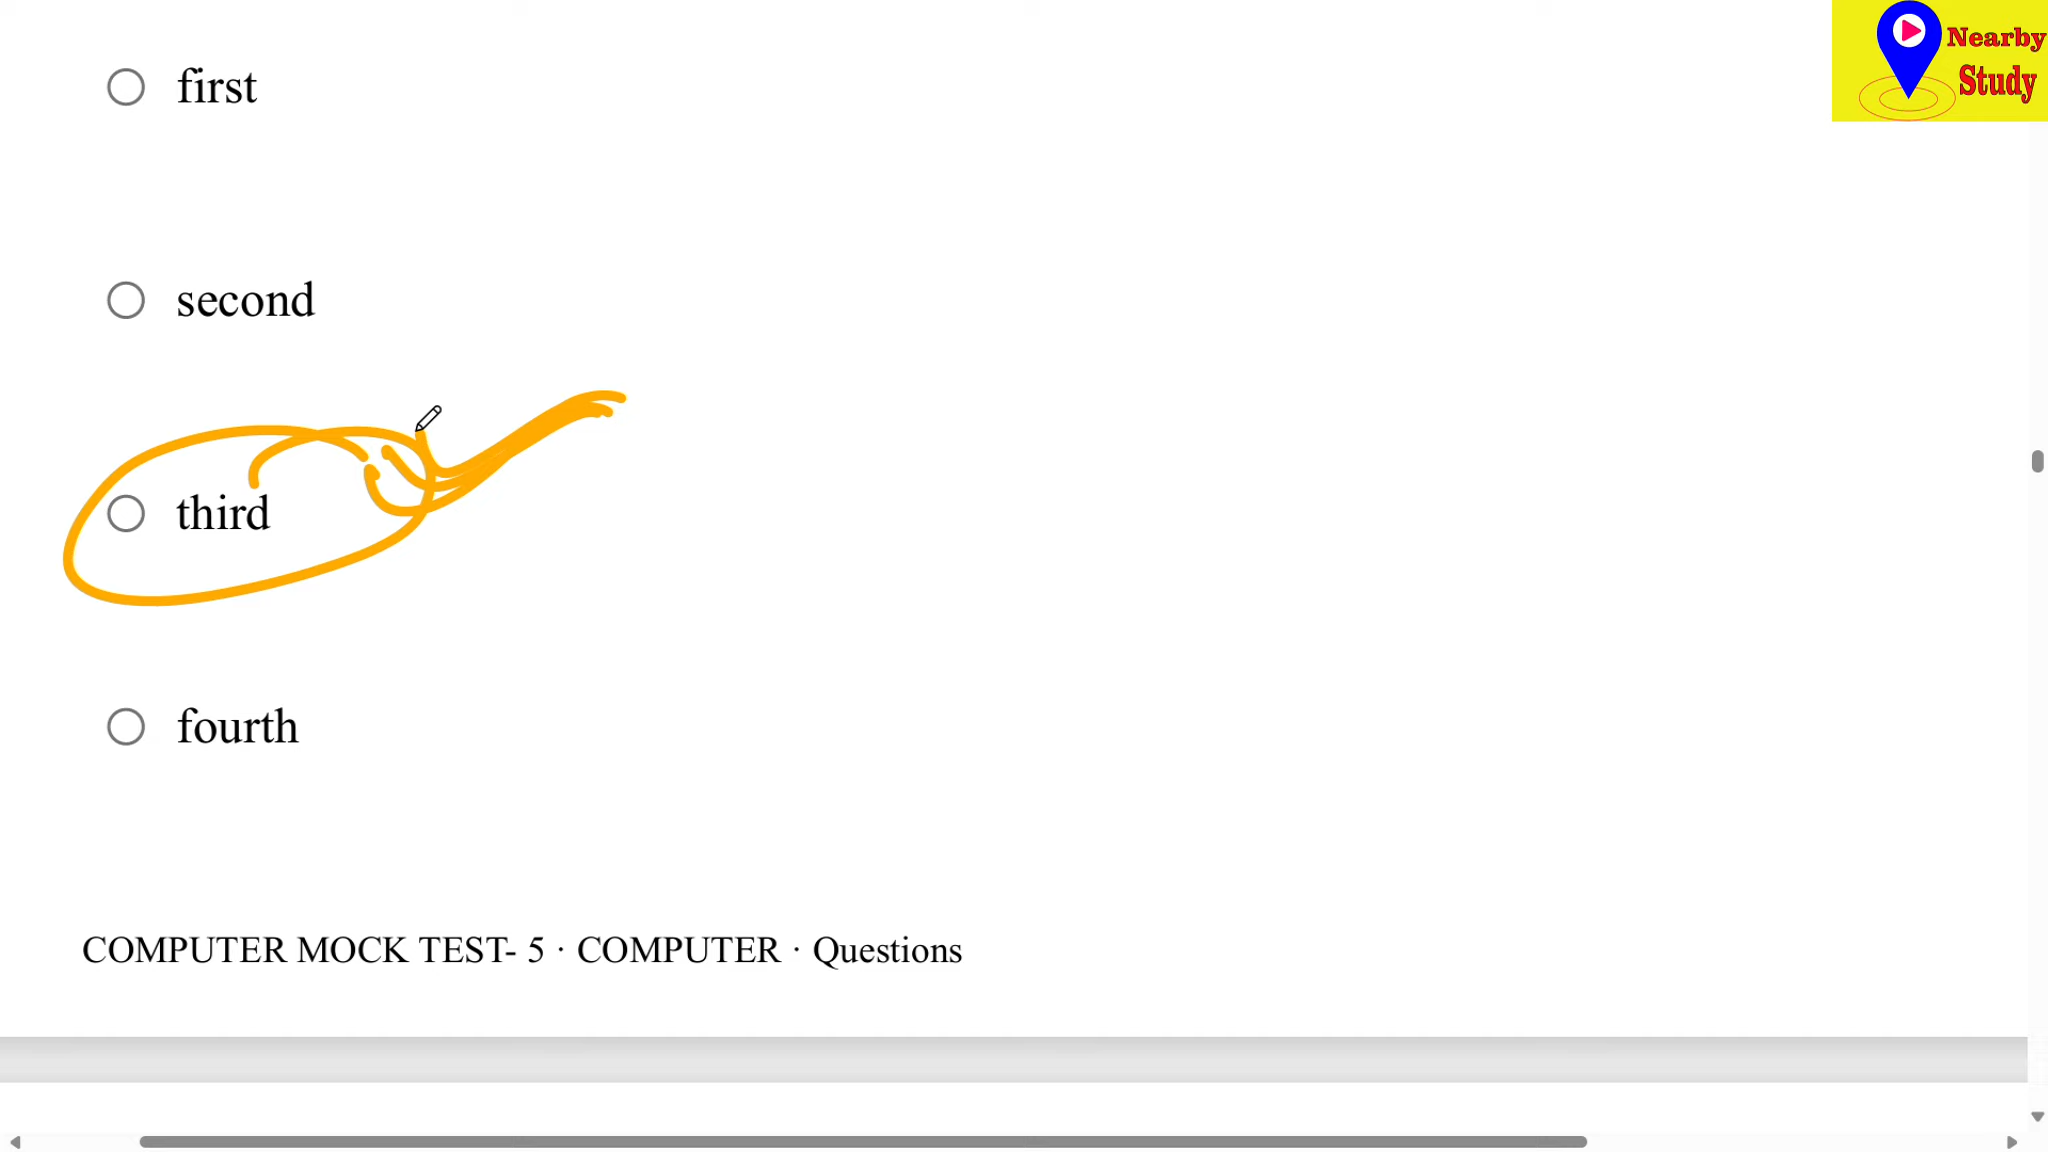 first
Nearby
Study
second
third
fourth
COMPUTER MOCK TEST- 5 · COMPUTER · Questions